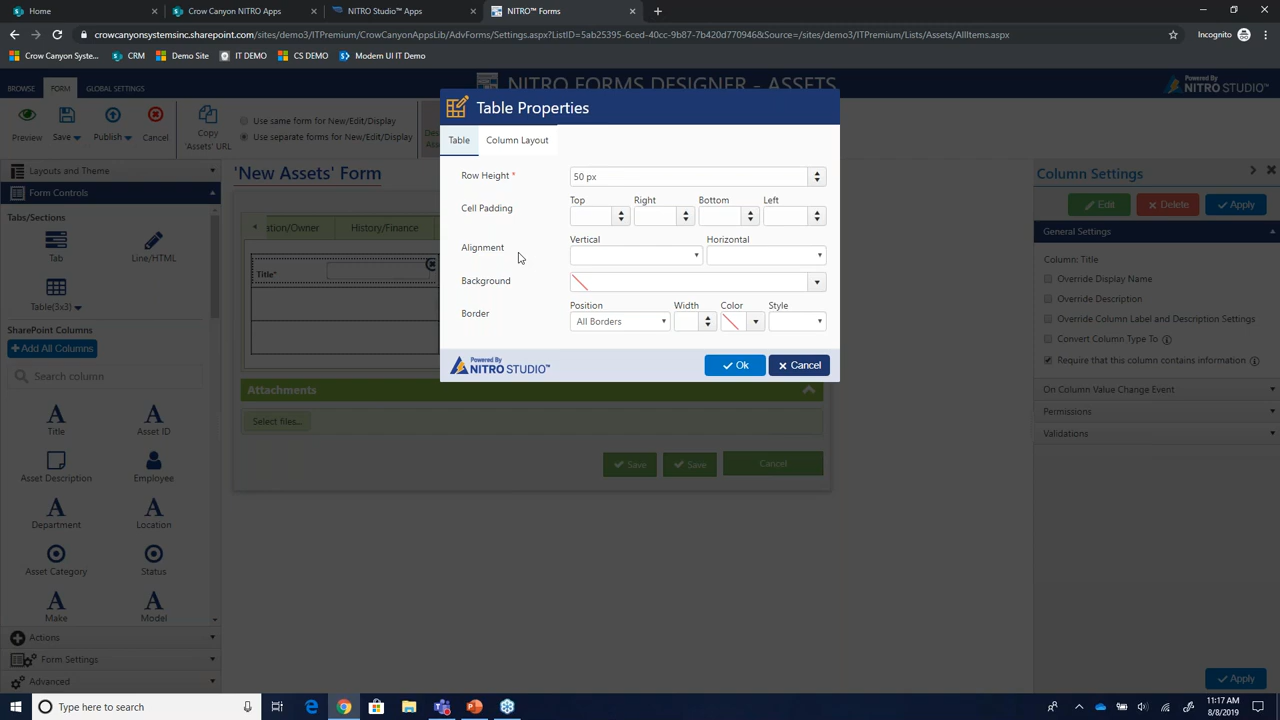 Home
Crow Canyon NITRO Forms
NITRO Studio™ Apps
NITRO™ Forms
crowcanyonsystemsinc.sharepoint.com/sites/demo3/ITPremium/CrowCanyonAppsLib/AdvForms/Settings.aspx?ListID=5ab25395-6ced-40cc-9b87-7b420d770946&Source=/sites/demo3/ITPremium/Lists/Assets/AllItems.aspx
Incognito
Crow Canyon Syste...
CRM
Demo Site
IT DEMO
CS DEMO
Modern UI IT Demo
BROWSE
FORM
GLOBAL SETTINGS
NITRO FORMS DESIGNER - ASSETS
Powered By
NITRO STUDIO™
Preview
Save
Publish
Cancel
Copy
'Assets' URL
Use same form for New/Edit/Display
Use separate forms for New/Edit/Display
Layouts and Theme
Form Controls
Tabs/Sections
Tab
Line/HTML
Table(3x3)
SharePoint Columns
Add All Columns
Search column
Title
Asset ID
Asset Description
Employee
Department
Location
Asset Category
Status
Make
Model
Actions
Form Settings
Advanced
'New Assets' Form
stion/Owner
History/Finance
Title*
Attachments
Select files...
Save
Save
Cancel
Table Properties
Table
Column Layout
Row Height *
50 px
Cell Padding
Top
Right
Bottom
Left
Alignment
Vertical
Horizontal
Background
Border
Position
Width
Color
Style
All Borders
Powered By
NITRO STUDIO™
Ok
Cancel
Column Settings
Edit
Delete
Apply
General Settings
Column: Title
Override Display Name
Override Description
Override Column Label and Description Settings
Convert Column Type To
Require that this column contains information
On Column Value Change Event
Permissions
Validations
Apply
Type here to search
11:17 AM
8/8/2019